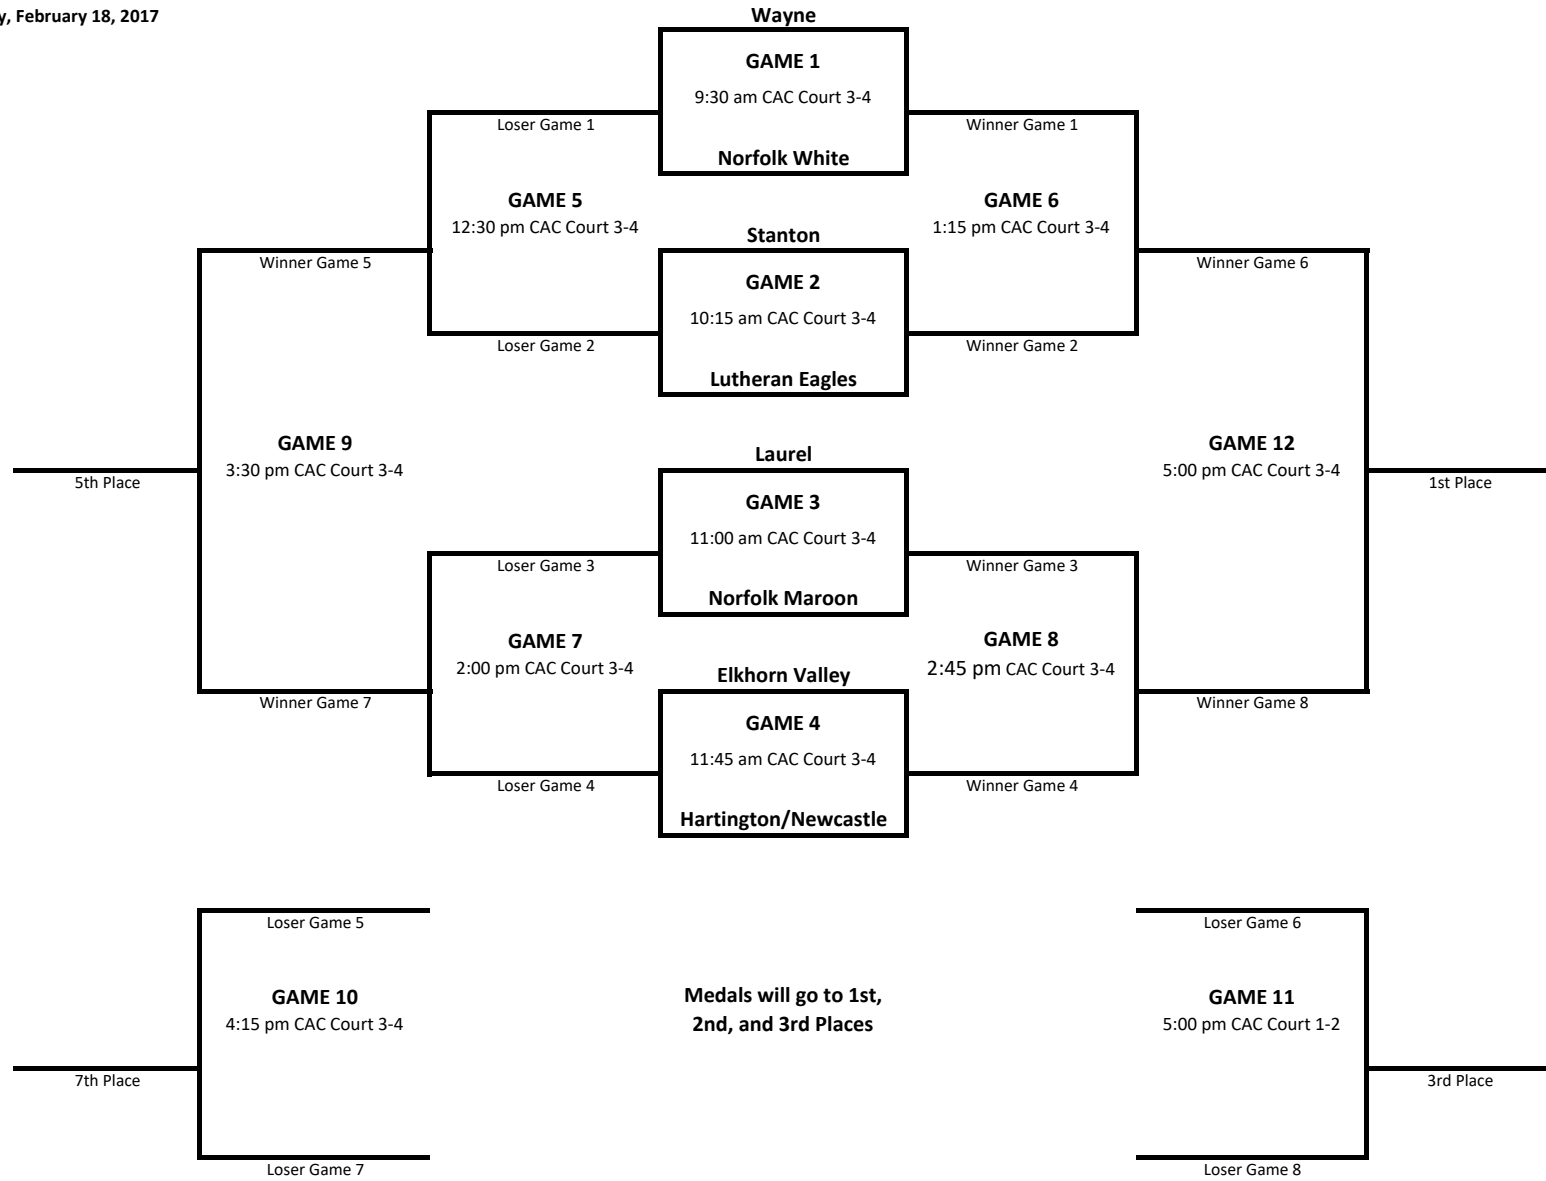 y, February 18, 2017
Wayne
GAME 1
9:30 am CAC Court 3-4
Loser Game 1
Winner Game 1
Norfolk White
GAME 5
GAME 6
12:30 pm CAC Court 3-4
1:15 pm CAC Court 3-4
Stanton
Winner Game 5
Winner Game 6
GAME 2
10:15 am CAC Court 3-4
Loser Game 2
Winner Game 2
Lutheran Eagles
GAME 9
GAME 12
Laurel
3:30 pm CAC Court 3-4
5:00 pm CAC Court 3-4
5th Place
1st Place
GAME 3
11:00 am CAC Court 3-4
Loser Game 3
Winner Game 3
Norfolk Maroon
GAME 7
GAME 8
2:00 pm CAC Court 3-4
2:45 pm CAC Court 3-4
Elkhorn Valley
Winner Game 7
Winner Game 8
GAME 4
11:45 am CAC Court 3-4
Loser Game 4
Winner Game 4
Hartington/Newcastle
Loser Game 5
Loser Game 6
GAME 10
Medals will go to 1st,
GAME 11
4:15 pm CAC Court 3-4
2nd, and 3rd Places
5:00 pm CAC Court 1-2
7th Place
3rd Place
Loser Game 7
Loser Game 8